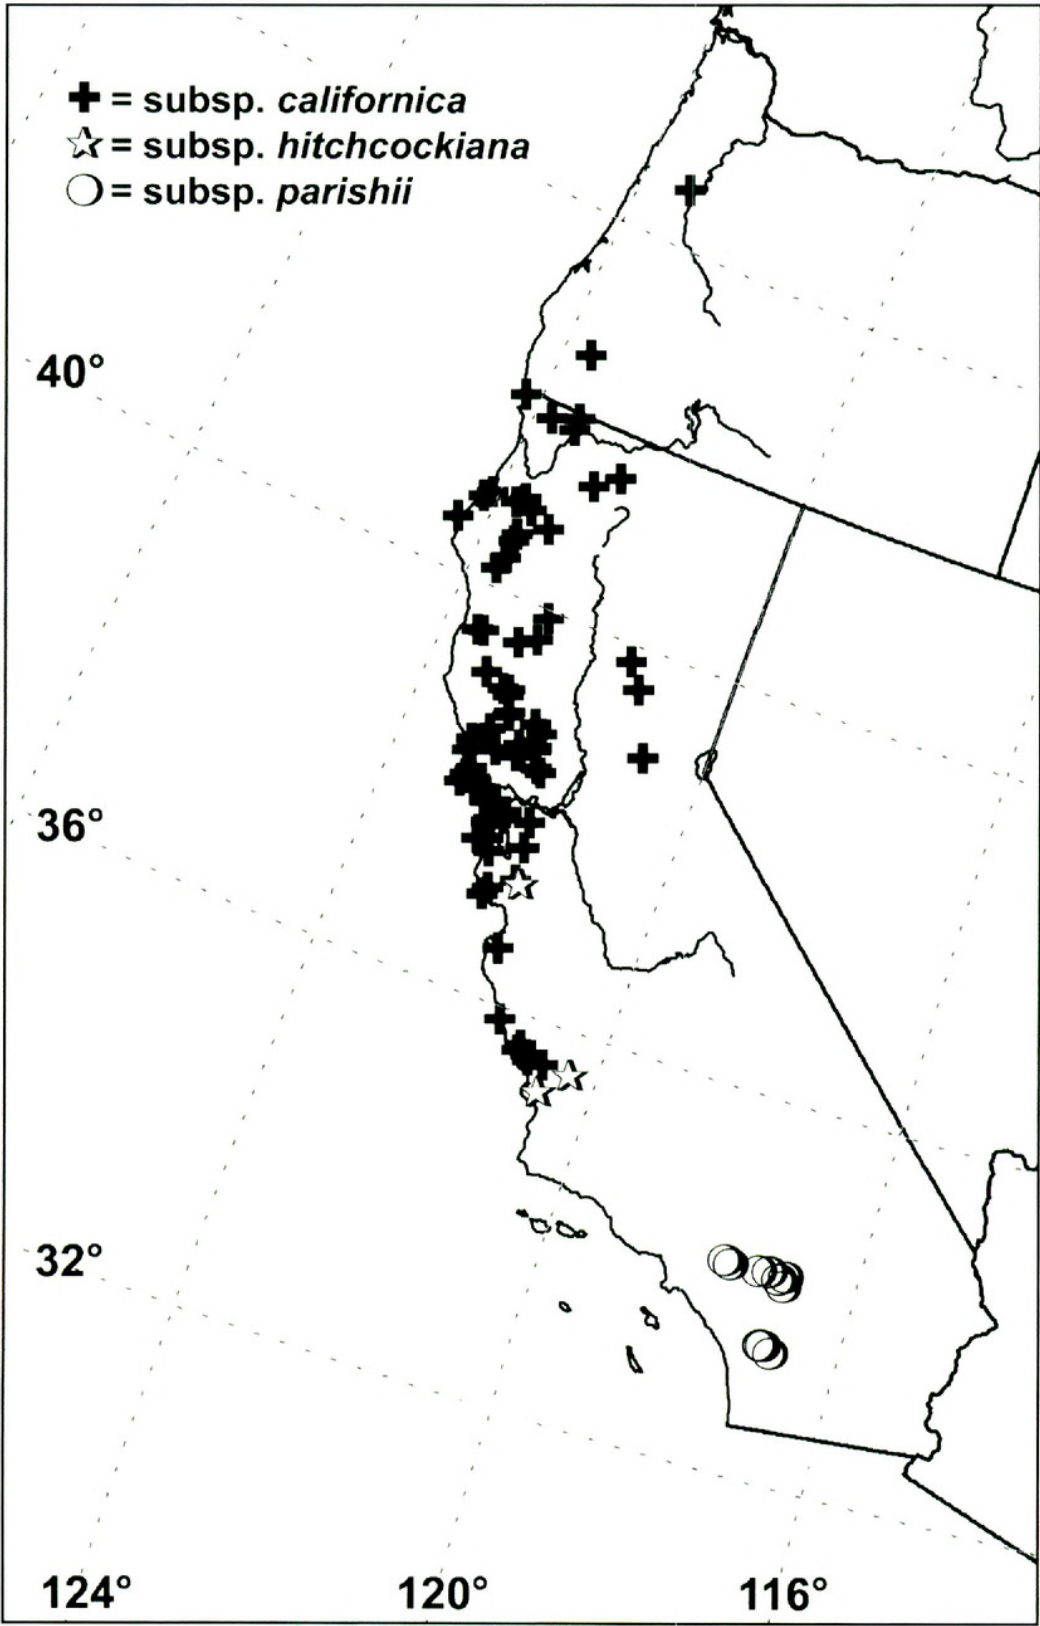 ✚ = subsp. californica
☆ = subsp. hitchcockiana
○ = subsp. parishii
40°
36°
32°
124° 120° 116°